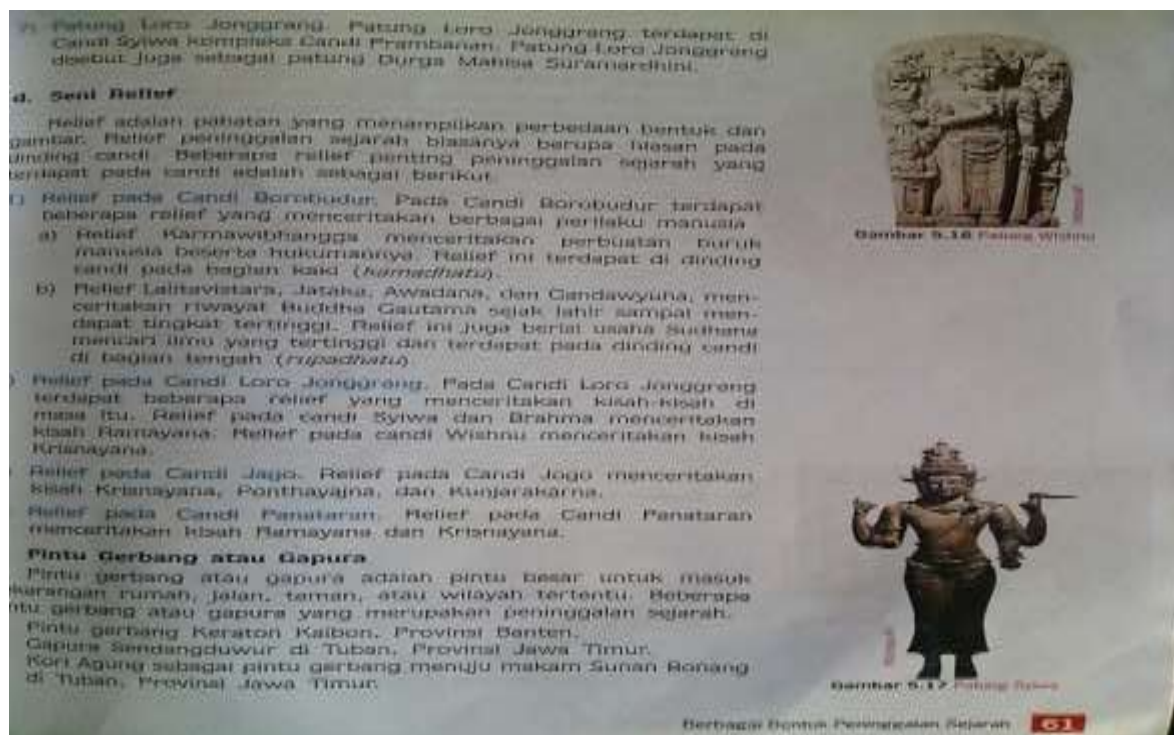 Patung Loro Jonggrang. Patung Loro Jonggrang terdapat di
Candi Syiwa kompleks Candi Prambanan. Patung Loro Jonggrang
disebut juga sebagai patung Durga Mahisa Suramardhini.
d. Seni Relief
Relief adalah pahatan yang menampilkan perbedaan bentuk dan
gambar. Relief peninggalan sejarah biasanya berupa hiasan pada
dinding candi. Beberapa relief penting peninggalan sejarah yang
terdapat pada candi adalah sebagai berikut.
Relief pada Candi Borobudur. Pada Candi Borobudur terdapat
beberapa relief yang menceritakan berbagai perilaku manusia
a) Relief Karmawibhangga menceritakan perbuatan buruk
manusia beserta hukumannya. Relief ini terdapat di dinding
candi pada bagian kaki (kamadhatu).
b) Relief Lalitavistara, Jataka, Awadana, dan Gandawyuha, men-
ceritakan riwayat Buddha Gautama sejak lahir sampai men-
dapat tingkat tertinggi. Relief ini juga berisi usaha Sudhana
mencari ilmu yang tertinggi dan terdapat pada dinding candi
di bagian tengah (rupadhatu)
) Relief pada Candi Loro Jonggrang. Pada Candi Loro Jonggrang
terdapat beberapa relief yang menceritakan kisah-kisah di
masa itu. Relief pada candi Syiwa dan Brahma menceritakan
kisah Ramayana. Relief pada candi Wishnu menceritakan kisah
Krisnayana.
) Relief pada Candi Jago. Relief pada Candi Jogo menceritakan
kisah Krisnayana, Ponthayajna, dan Kunjarakarna.
Relief pada Candi Panataran. Relief pada Candi Panataran
menceritakan kisah Ramayana dan Krisnayana.
Pintu Gerbang atau Gapura
Pintu gerbang atau gapura adalah pintu besar untuk masuk
karangan rumah, jalan, taman, atau wilayah tertentu. Beberapa
ntu gerbang atau gapura yang merupakan peninggalan sejarah.
Pintu gerbang Keraton Kaibon, Provinsi Banten.
Gapura Sendangduwur di Tuban, Provinsi Jawa Timur.
Kori Agung sebagai pintu gerbang menuju makam Sunan Bonang
di Tuban, Provinsi Jawa Timur.
Gambar 5.16 Patung Wishnu
Gambar 5.17 Patung Syiwa
Berbagai Bentuk Peninggalan Sejarah 61